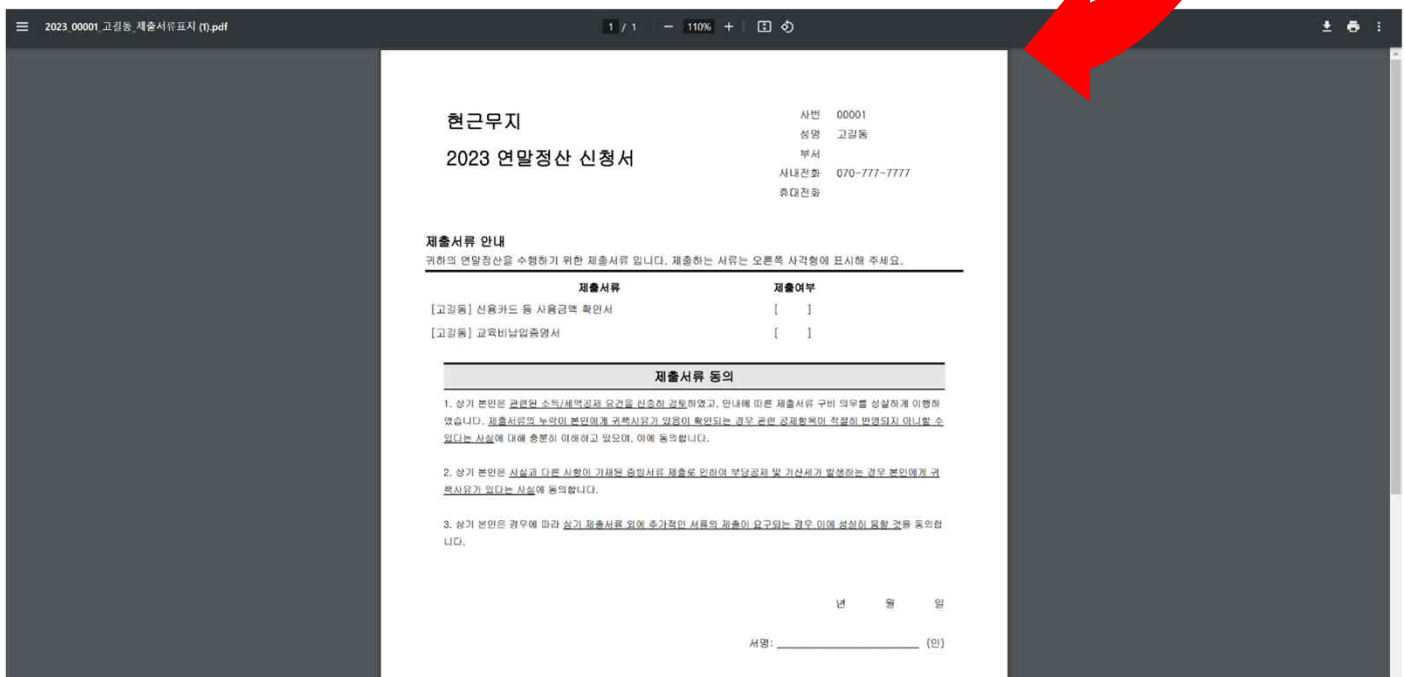 2023_00001_고길동_제출서류표지 (1).pdf
1 / 1
110%
현근무지
2023 연말정산 신청서
사번 00001
성명 고길동
부서
사내전화 070-777-7777
휴대전화
제출서류 안내
귀하의 연말정산을 수행하기 위한 제출서류 입니다. 제출하는 서류는 오른쪽 사각형에 표시해 주세요.
제출서류 제출여부
[고길동] 신용카드 등 사용금액 확인서 [ ]
[고길동] 교육비납입증명서 [ ]
제출서류 동의
1. 상기 본인은 관련된 소득/세액공제 요건을 신중히 검토하였고, 안내에 따른 제출서류 구비 의무를 성실하게 이행하
였습니다. 제출서류의 누락이 본인에게 귀책사유가 있음이 확인되는 경우 관련 공제항목이 적절히 반영되지 아니할 수
있다는 사실에 대해 충분히 이해하고 있으며, 이에 동의합니다.
2. 상기 본인은 사실과 다른 사항이 기재된 증빙서류 제출로 인하여 부당공제 및 가산세가 발생하는 경우 본인에게 귀
책사유가 있다는 사실에 동의합니다.
3. 상기 본인은 경우에 따라 상기 제출서류 외에 추가적인 서류의 제출이 요구되는 경우 이에 성실히 응할 것을 동의합
니다.
년 월 일
서명: (인)